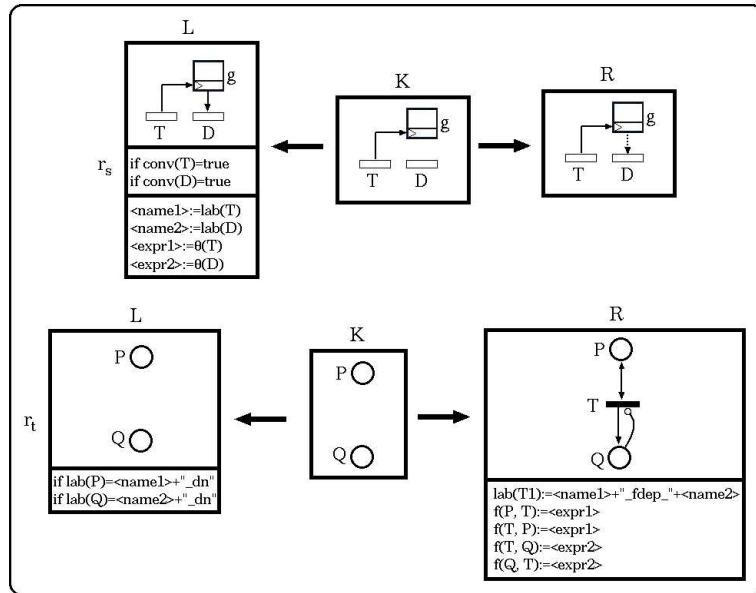 L
g
T D
K
g
T D
R
g
T D
r_s
if conv(T)=true
if conv(D)=true
<name1>:=lab(T)
<name2>:=lab(D)
<expr1>:=θ(T)
<expr2>:=θ(D)
L
P
Q
K
P
Q
R
P
T
Q
r_t
if lab(P)=<name1>+"_dn"
if lab(Q)=<name2>+"_dn"
lab(T1):=<name1>+"_fdep_"+<name2>
f(P, T):=<expr1>
f(T, P):=<expr1>
f(T, Q):=<expr2>
f(Q, T):=<expr2>